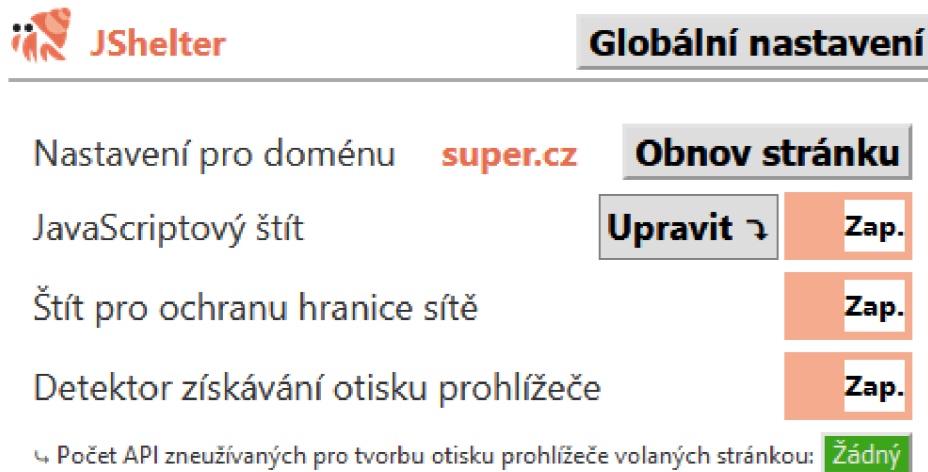 JShelter Globální nastavení
Nastavení pro doménu super.cz Obnov stránku
JavaScriptový štít Upravit ⤵ Zap.
Štít pro ochranu hranice sítě Zap.
Detektor získávání otisku prohlížeče Zap.
⤷ Počet API zneužívaných pro tvorbu otisku prohlížeče volaných stránkou: Žádný